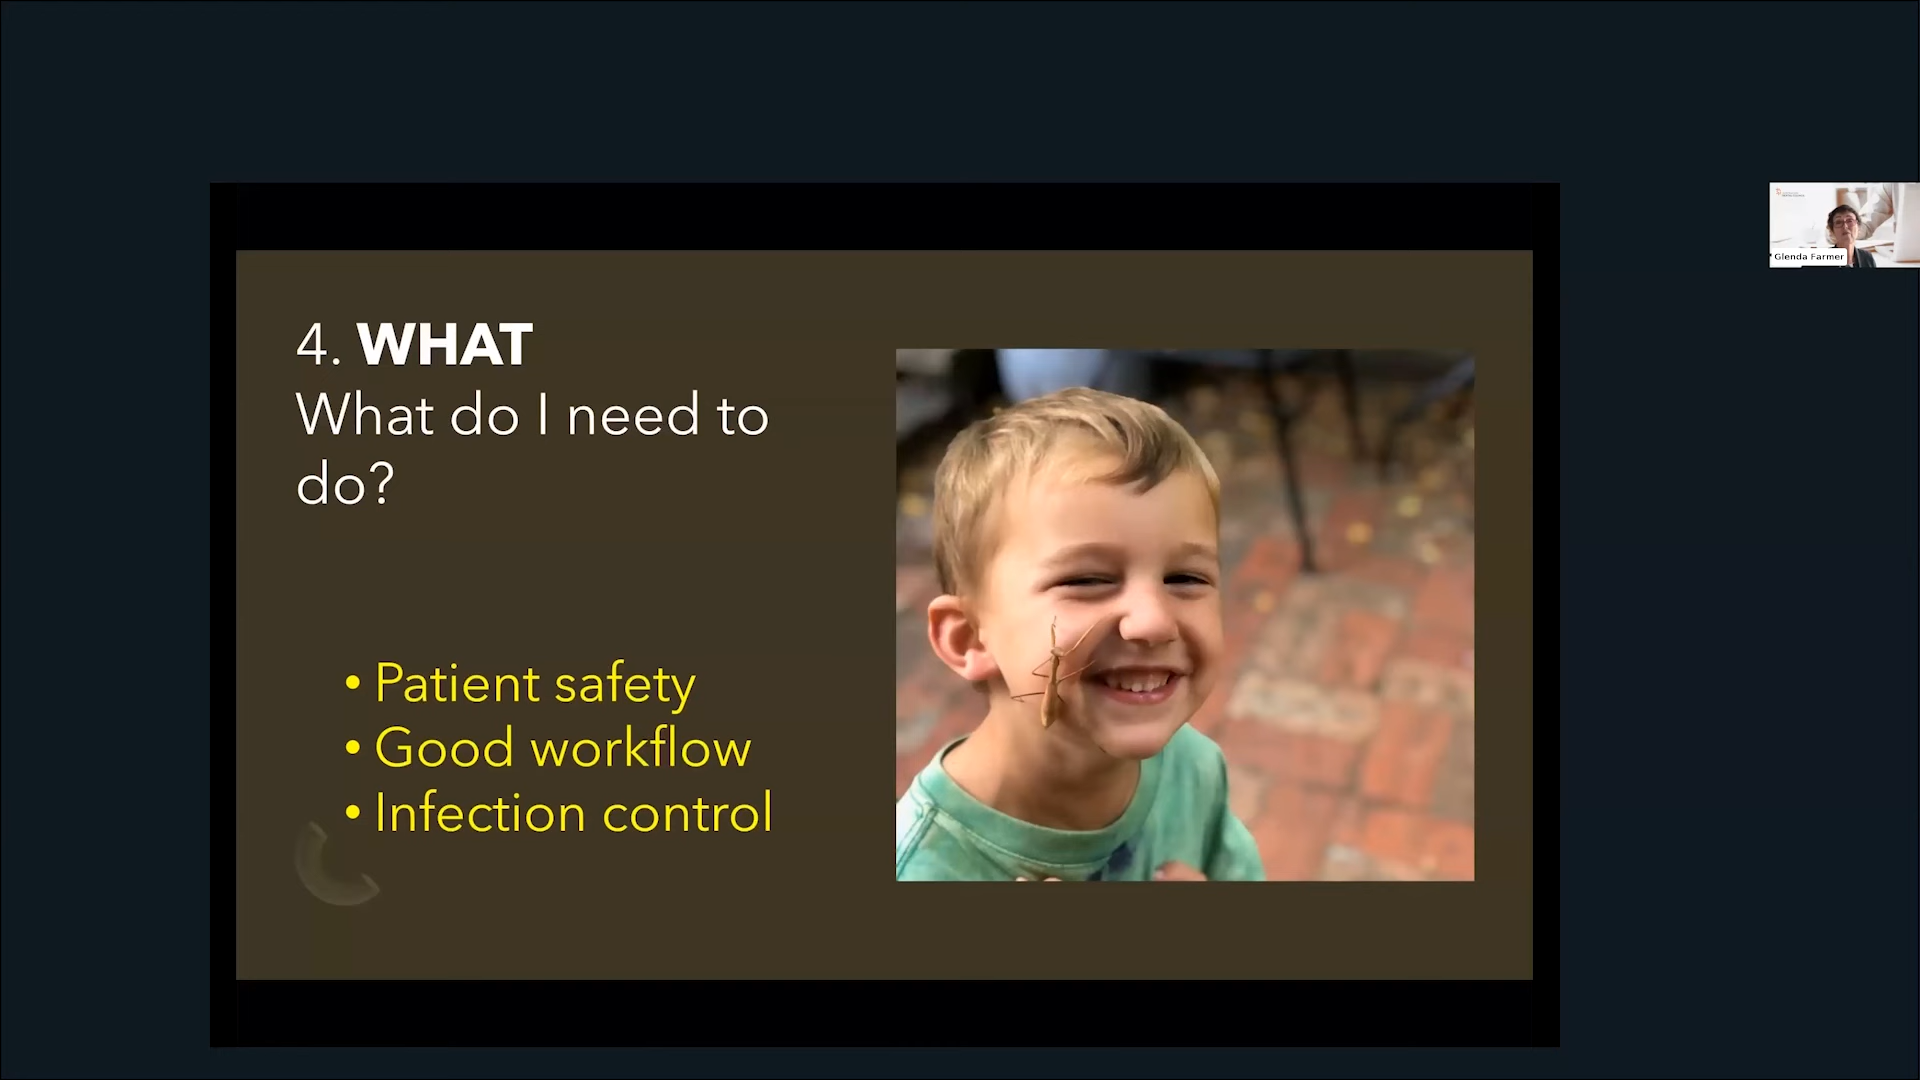 4. WHAT
What do I need to
do?
• Patient safety
• Good workflow
• Infection control
Glenda Farmer